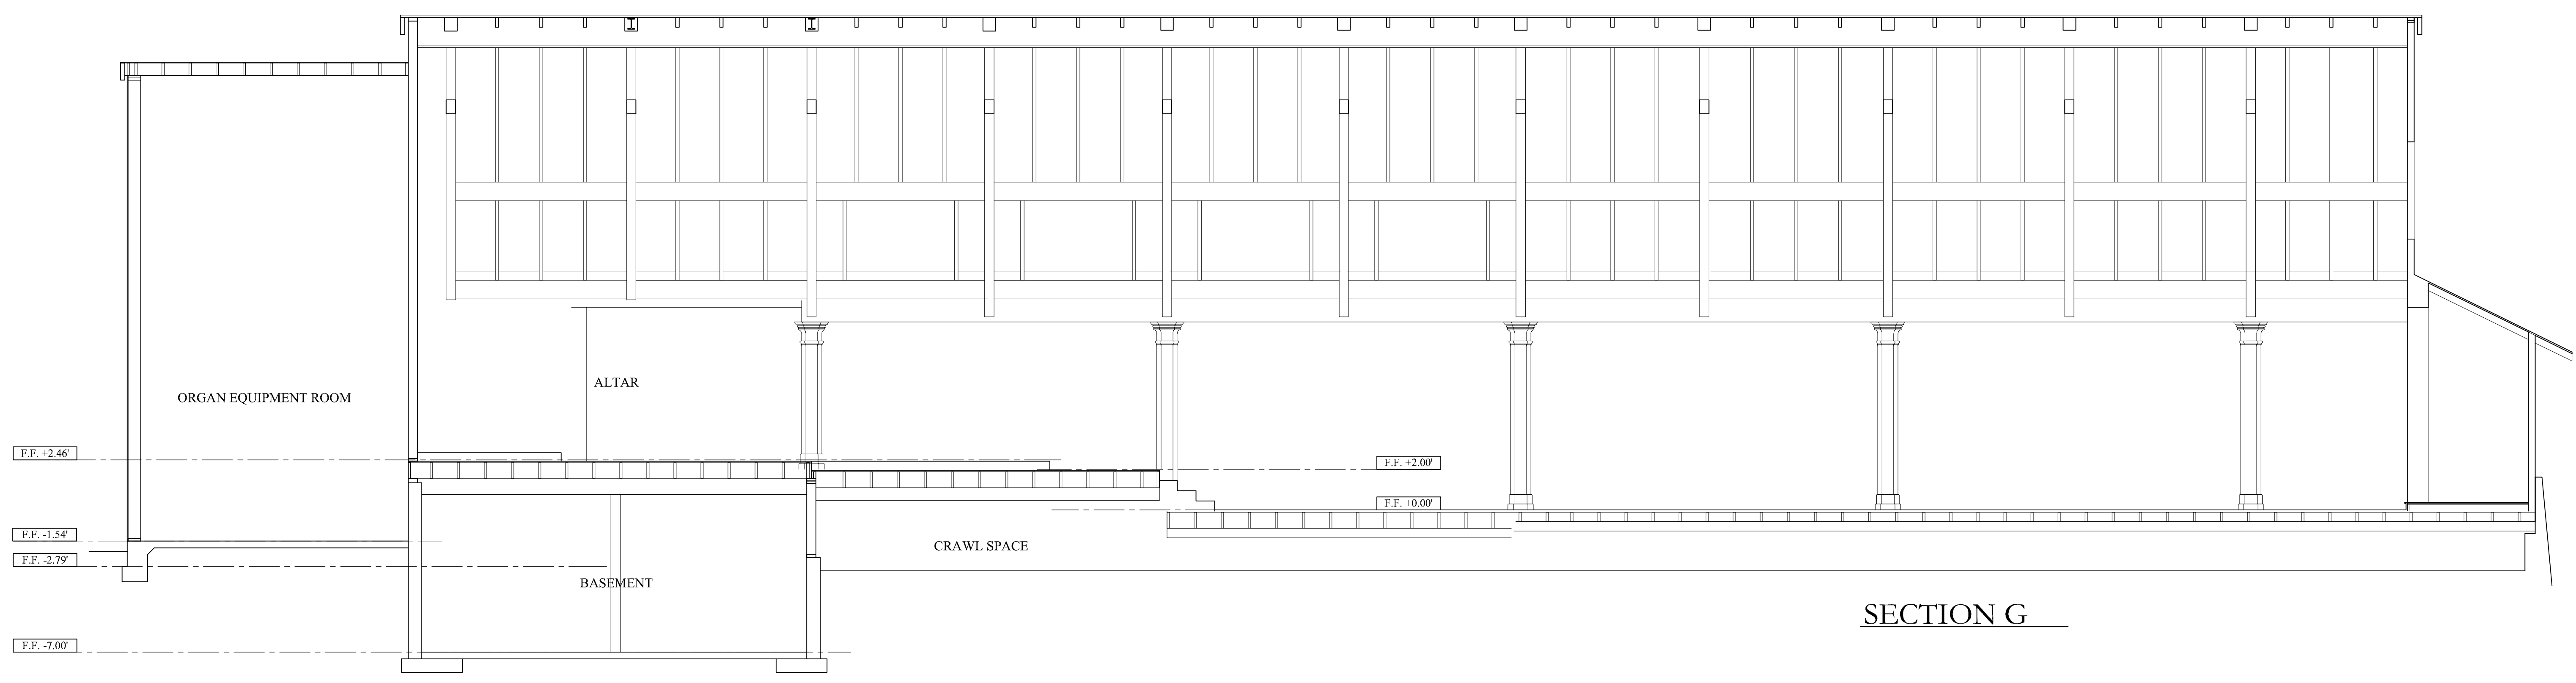 ALTAR
ORGAN EQUIPMENT ROOM
F.F. +2.46'
F.F. +2.00'
F.F. +0.00'
F.F. -1.54'
CRAWL SPACE
F.F. -2.79'
BASEMENT
SECTION G
F.F. -7.00'